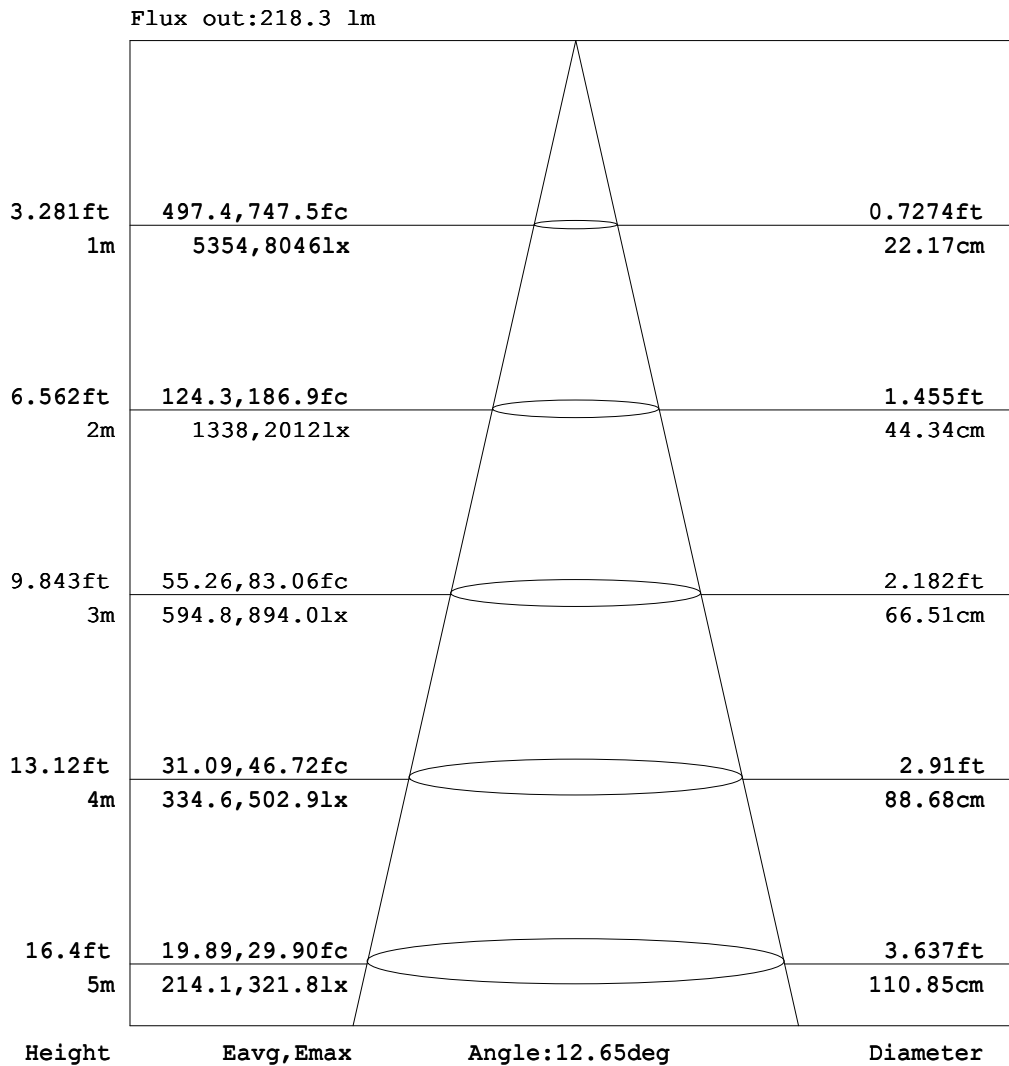 Flux out:218.3 lm
3.281ft 497.4,747.5fc 0.7274ft
1m 5354,8046lx 22.17cm
6.562ft 124.3,186.9fc 1.455ft
2m 1338,2012lx 44.34cm
9.843ft 55.26,83.06fc 2.182ft
3m 594.8,894.0lx 66.51cm
13.12ft 31.09,46.72fc 2.91ft
4m 334.6,502.9lx 88.68cm
16.4ft 19.89,29.90fc 3.637ft
5m 214.1,321.8lx 110.85cm
Height Eavg,Emax Angle:12.65deg Diameter